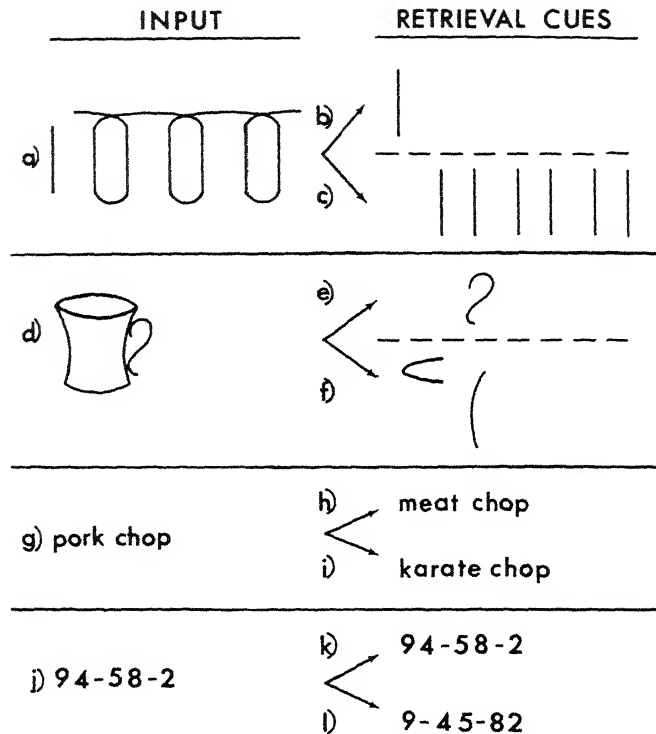 INPUT
RETRIEVAL CUES
a)
b)
c)
d)
e)
f)
g) pork chop
h) meat chop
i) karate chop
j) 94-58-2
k) 94-58-2
l) 9-45-82